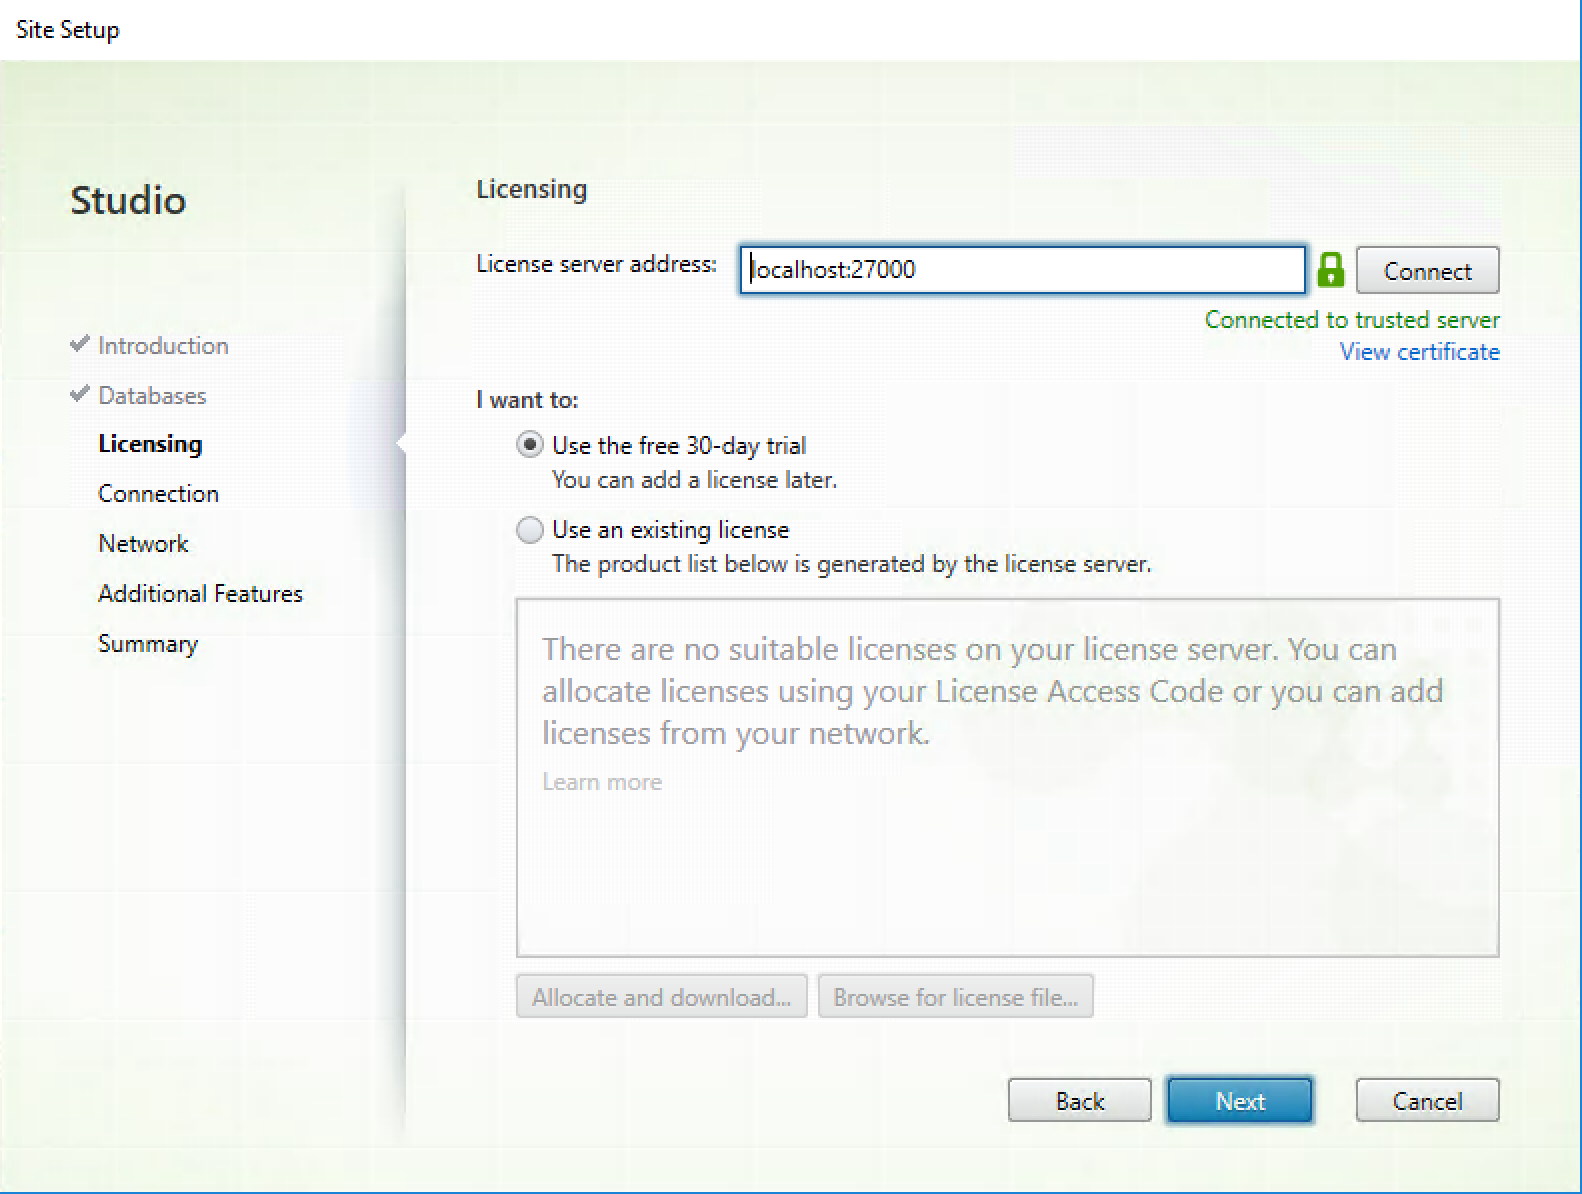 Site Setup
Studio
Introduction
Databases
Licensing
Connection
Network
Additional Features
Summary
Licensing
License server address: localhost:27000 Connect
Connected to trusted server
View certificate
I want to:
Use the free 30-day trial
You can add a license later.
Use an existing license
The product list below is generated by the license server.
There are no suitable licenses on your license server. You can
allocate licenses using your License Access Code or you can add
licenses from your network.
Learn more
Allocate and download... Browse for license file...
Back Next Cancel